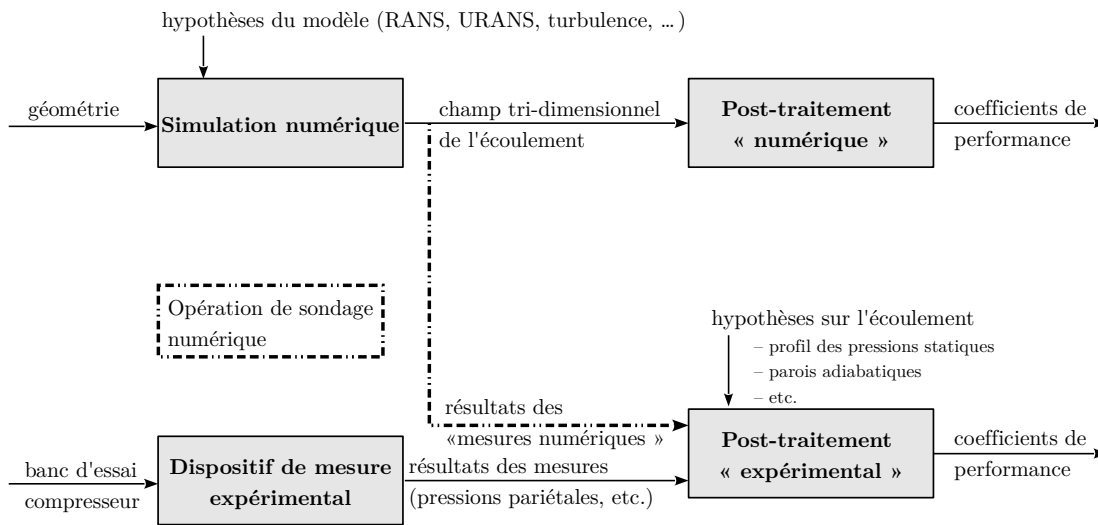 hypothèses du modèle (RANS, URANS, turbulence, ...)
géométrie
Simulation numérique
champ tri-dimensionnel
de l'écoulement
Post-traitement
« numérique »
coefficients de
performance
Opération de sondage
numérique
hypothèses sur l'écoulement
– profil des pressions statiques
– parois adiabatiques
– etc.
résultats des
«mesures numériques »
banc d'essai
compresseur
Dispositif de mesure
expérimental
résultats des mesures
(pressions pariétales, etc.)
Post-traitement
« expérimental »
coefficients de
performance